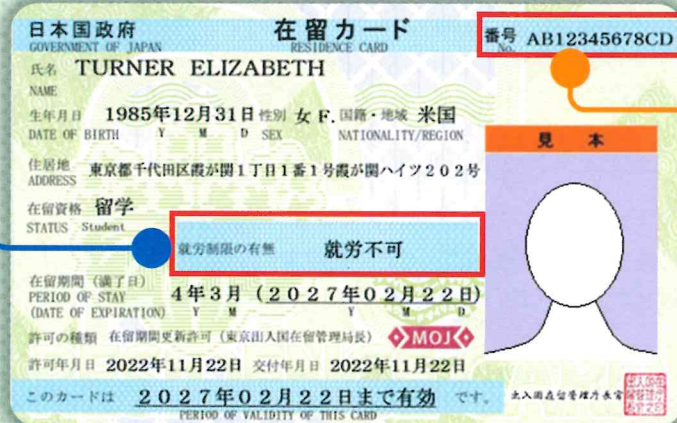 日本国政府 在留カード 番号 AB12345678CD
GOVERNMENT OF JAPAN RESIDENCE CARD No.
氏名 TURNER ELIZABETH
NAME
生年月日 1985年12月31日 性別 女 F. 国籍・地域 米国
DATE OF BIRTH Y M D SEX NATIONALITY/REGION
見本
住居地 東京都千代田区霞が関1丁目1番1号霞が関ハイツ202号
ADDRESS
在留資格 留学
STATUS Student
就労制限の有無 就労不可
在留期間（満了日） 4年3月（2027年02月22日）
PERIOD OF STAY Y M Y M D
(DATE OF EXPIRATION)
許可の種類 在留期間更新許可（東京出入国在留管理局長） MOJ
許可年月日 2022年11月22日 交付年月日 2022年11月22日
このカードは 2027年02月22日まで有効 です。 出入国在留管理庁長官
PERIOD OF VALIDITY OF THIS CARD